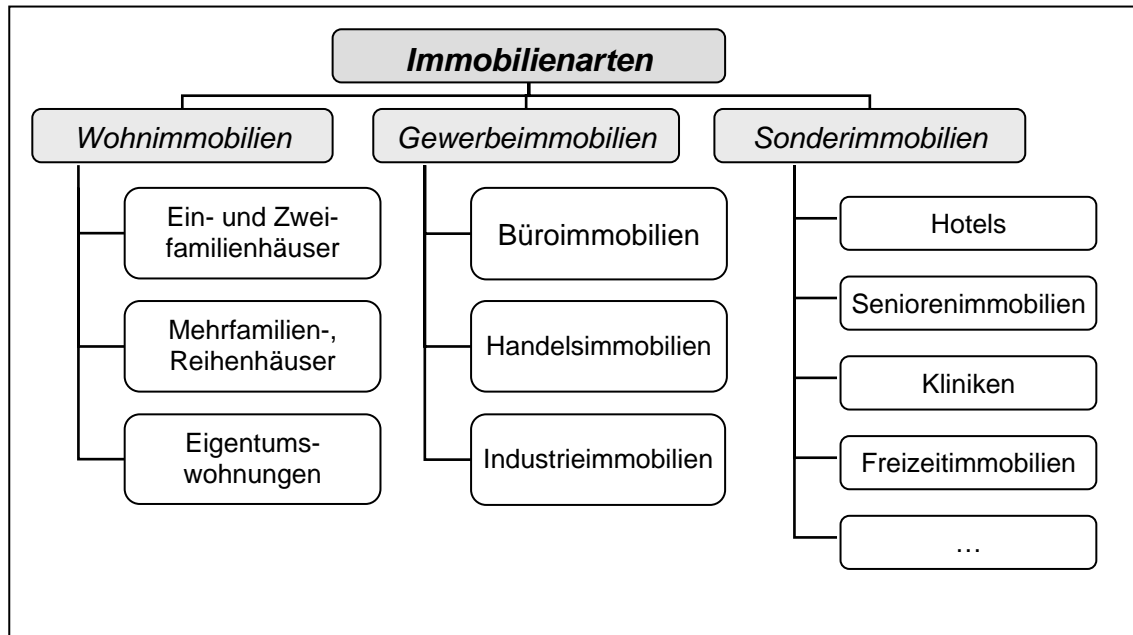 Immobilienarten
Wohnimmobilien
Ein- und Zwei-
familienhäuser
Mehrfamilien-,
Reihenhäuser
Eigentums-
wohnungen
Gewerbeimmobilien
Büroimmobilien
Handelsimmobilien
Industrieimmobilien
Sonderimmobilien
Hotels
Seniorenimmobilien
Kliniken
Freizeitimmobilien
…